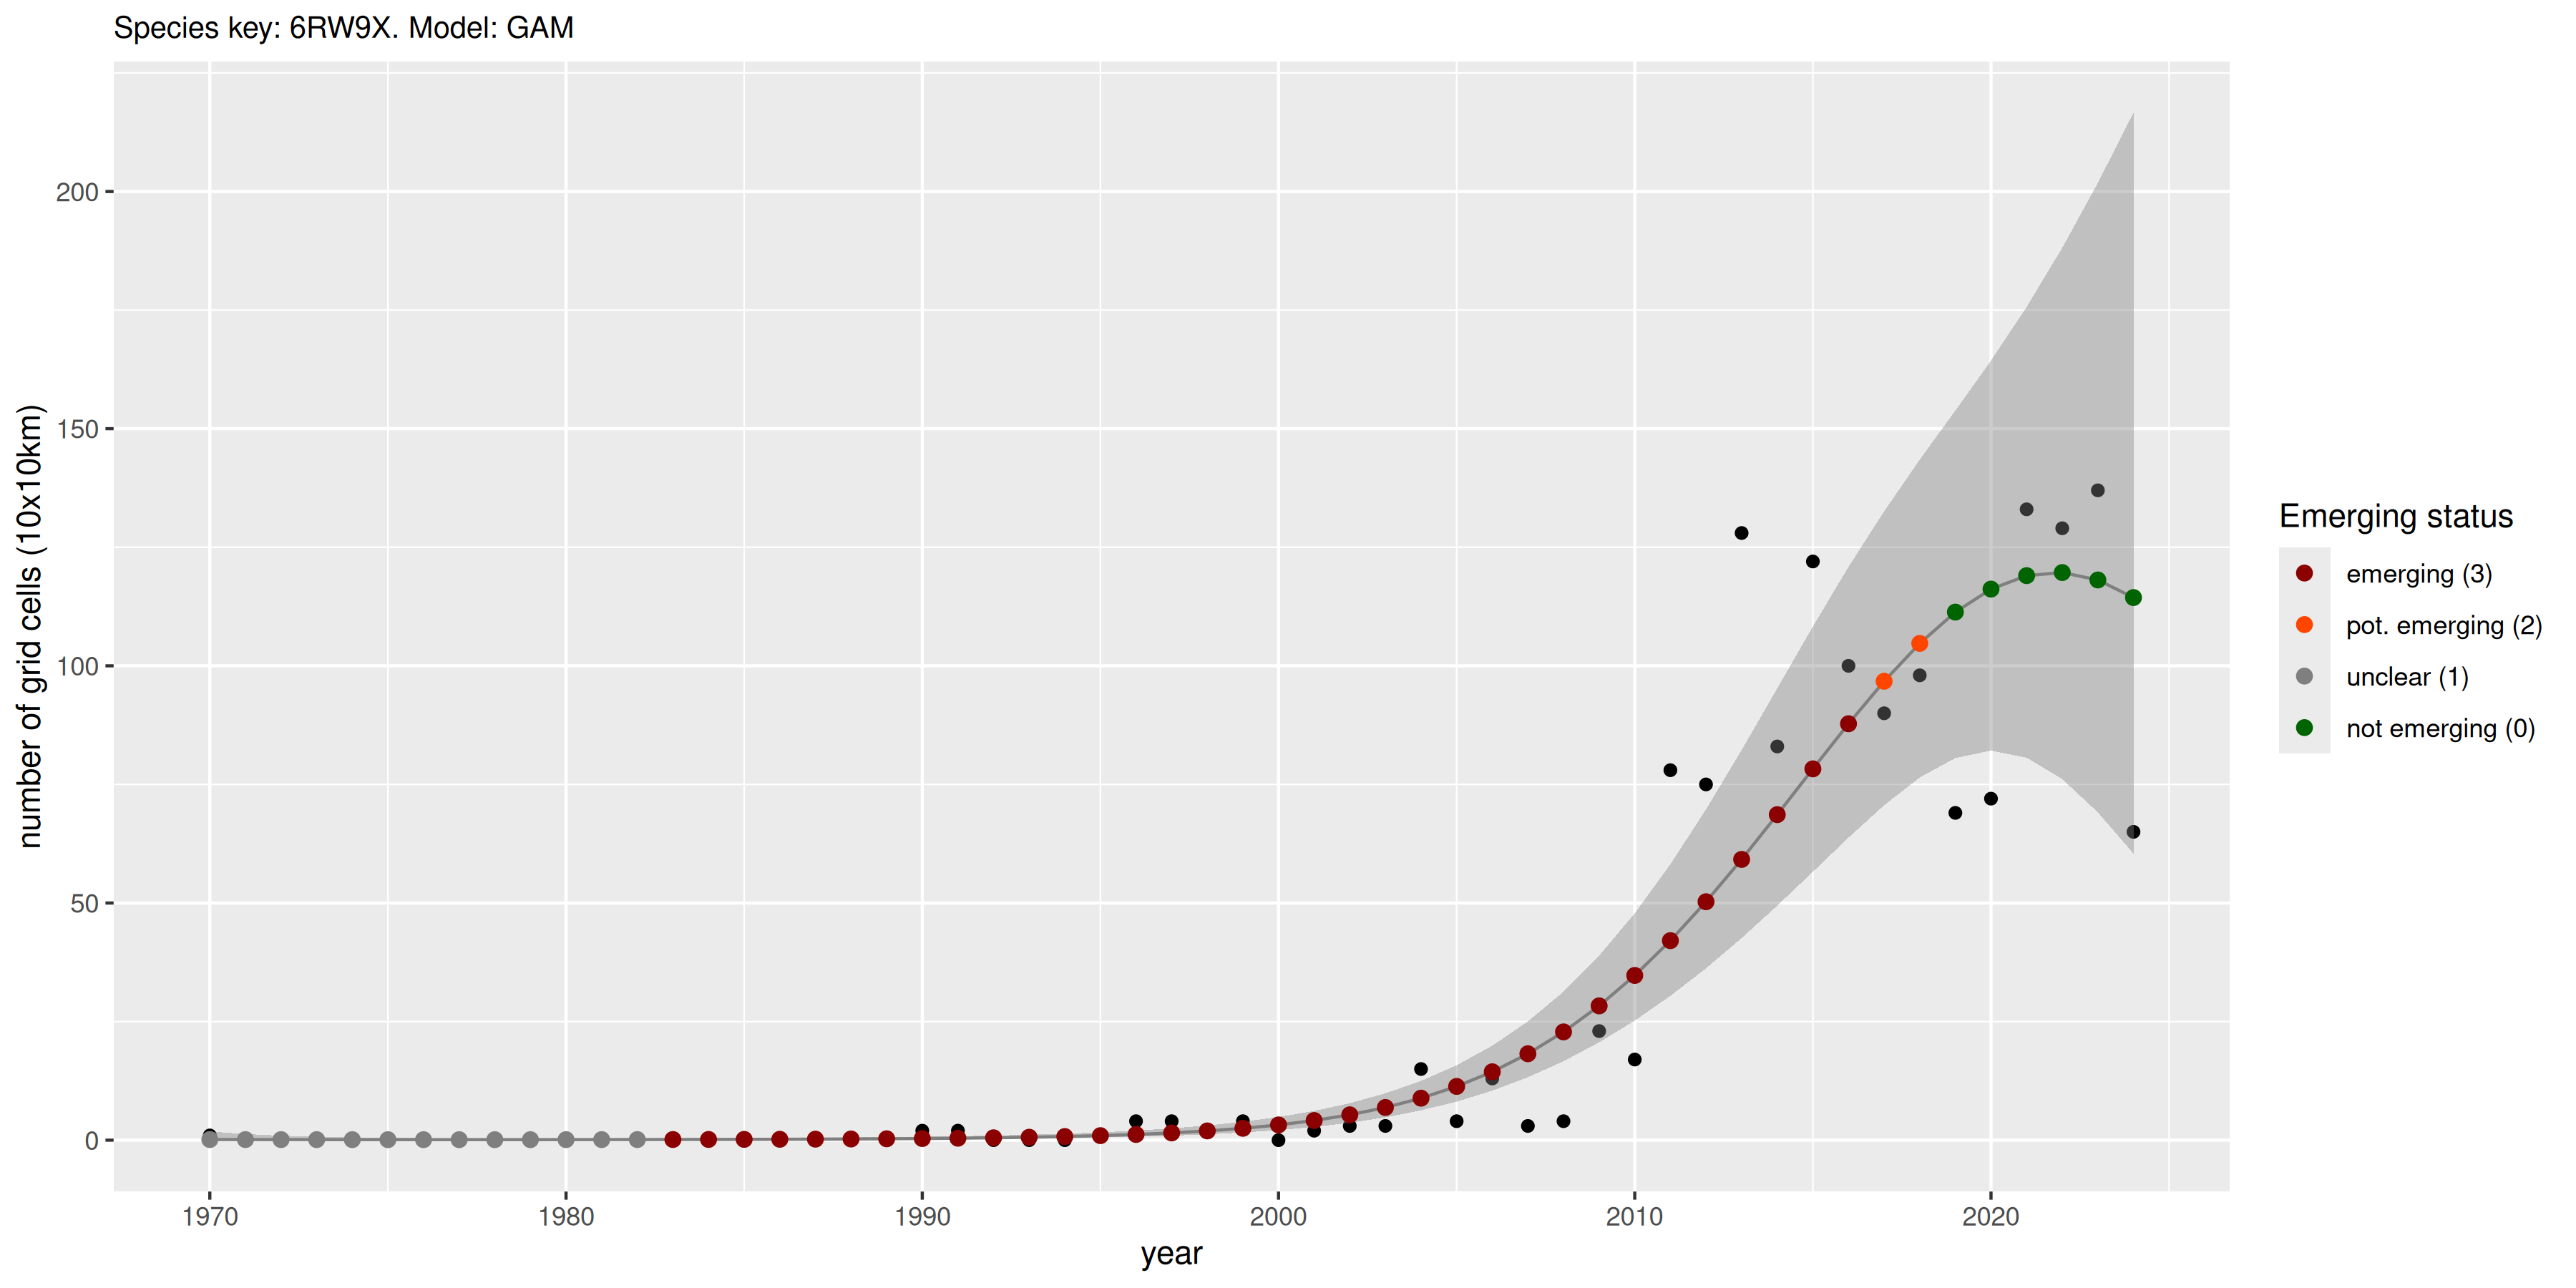 Species key: 6RW9X. Model: GAM
number of grid cells (10x10km)
200
150
100
50
0
1970
1980
1990
2000
2010
2020
year
Emerging status
emerging (3)
pot. emerging (2)
unclear (1)
not emerging (0)